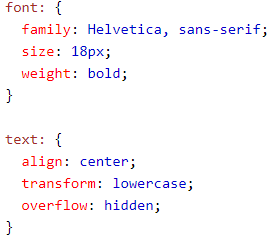 font: {
  family: Helvetica, sans-serif;
  size: 18px;
  weight: bold;
}

text: {
  align: center;
  transform: lowercase;
  overflow: hidden;
}